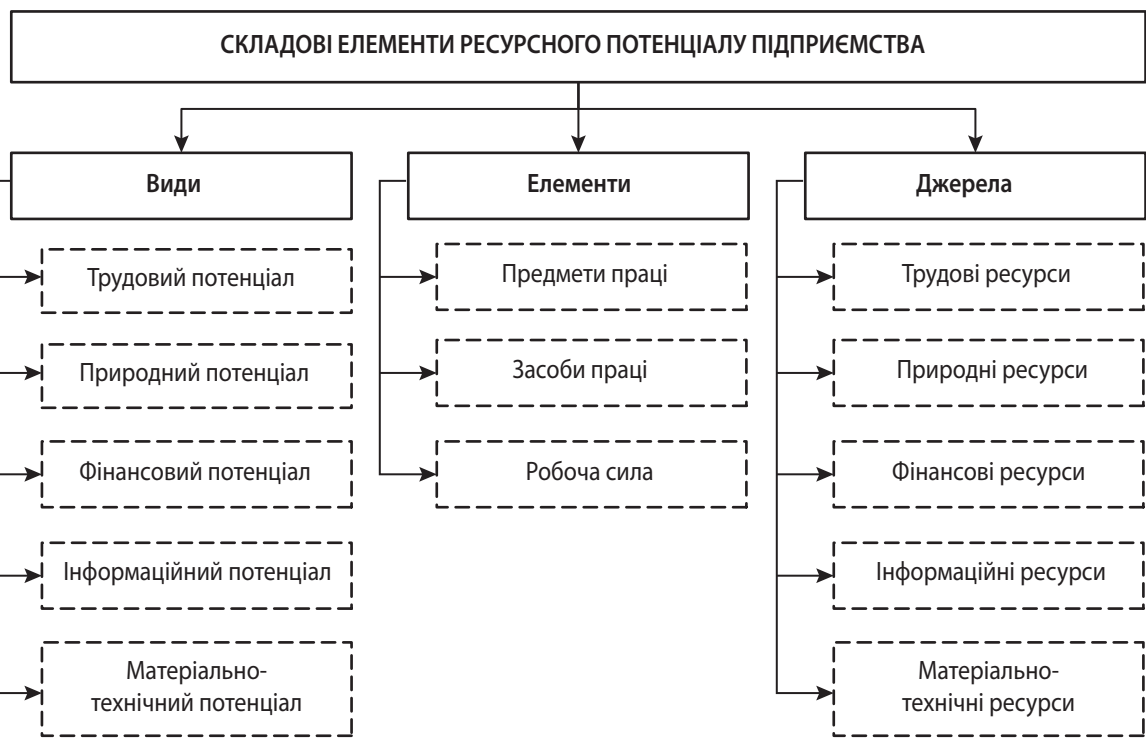 СКЛАДОВІ ЕЛЕМЕНТИ РЕСУРСНОГО ПОТЕНЦІАЛУ ПІДПРИЄМСТВА
Види
Трудовий потенціал
Природний потенціал
Фінансовий потенціал
Інформаційний потенціал
Матеріально-
технічний потенціал
Елементи
Предмети праці
Засоби праці
Робоча сила
Джерела
Трудові ресурси
Природні ресурси
Фінансові ресурси
Інформаційні ресурси
Матеріально-
технічні ресурси